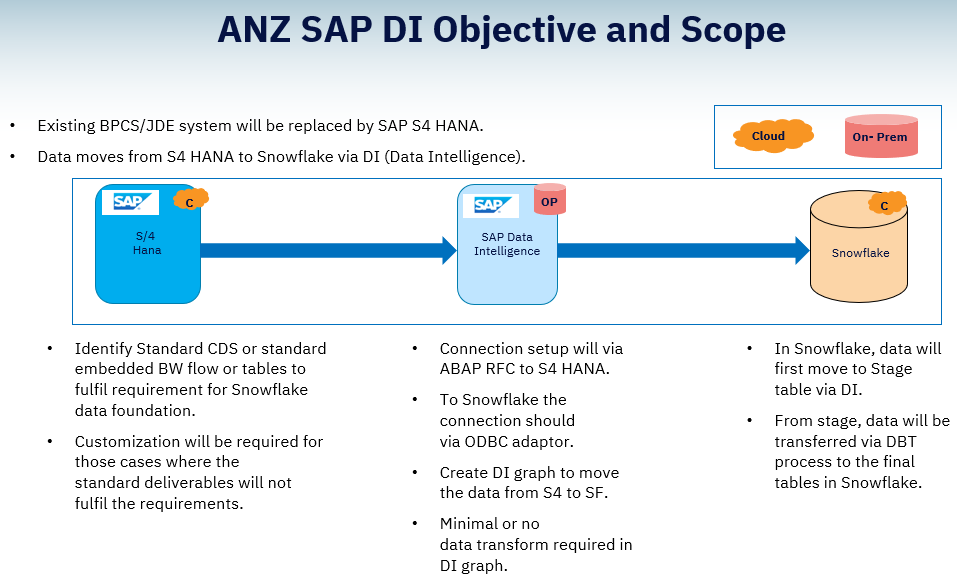 ANZ SAP DI Objective and Scope
• Existing BPCS/JDE system will be replaced by SAP S4 HANA.
• Data moves from S4 HANA to Snowflake via DI (Data Intelligence).
Cloud
On- Prem
SAP
C
S/4
Hana
SAP
OP
SAP Data
Intelligence
C
Snowflake
• Identify Standard CDS or standard
embedded BW flow or tables to
fulfil requirement for Snowflake
data foundation.
• Customization will be required for
those cases where the
standard deliverables will not
fulfil the requirements.
• Connection setup will via
ABAP RFC to S4 HANA.
• To Snowflake the
connection should
via ODBC adaptor.
• Create DI graph to move
the data from S4 to SF.
• Minimal or no
data transform required in
DI graph.
• In Snowflake, data will
first move to Stage
table via DI.
• From stage, data will be
transferred via DBT
process to the final
tables in Snowflake.